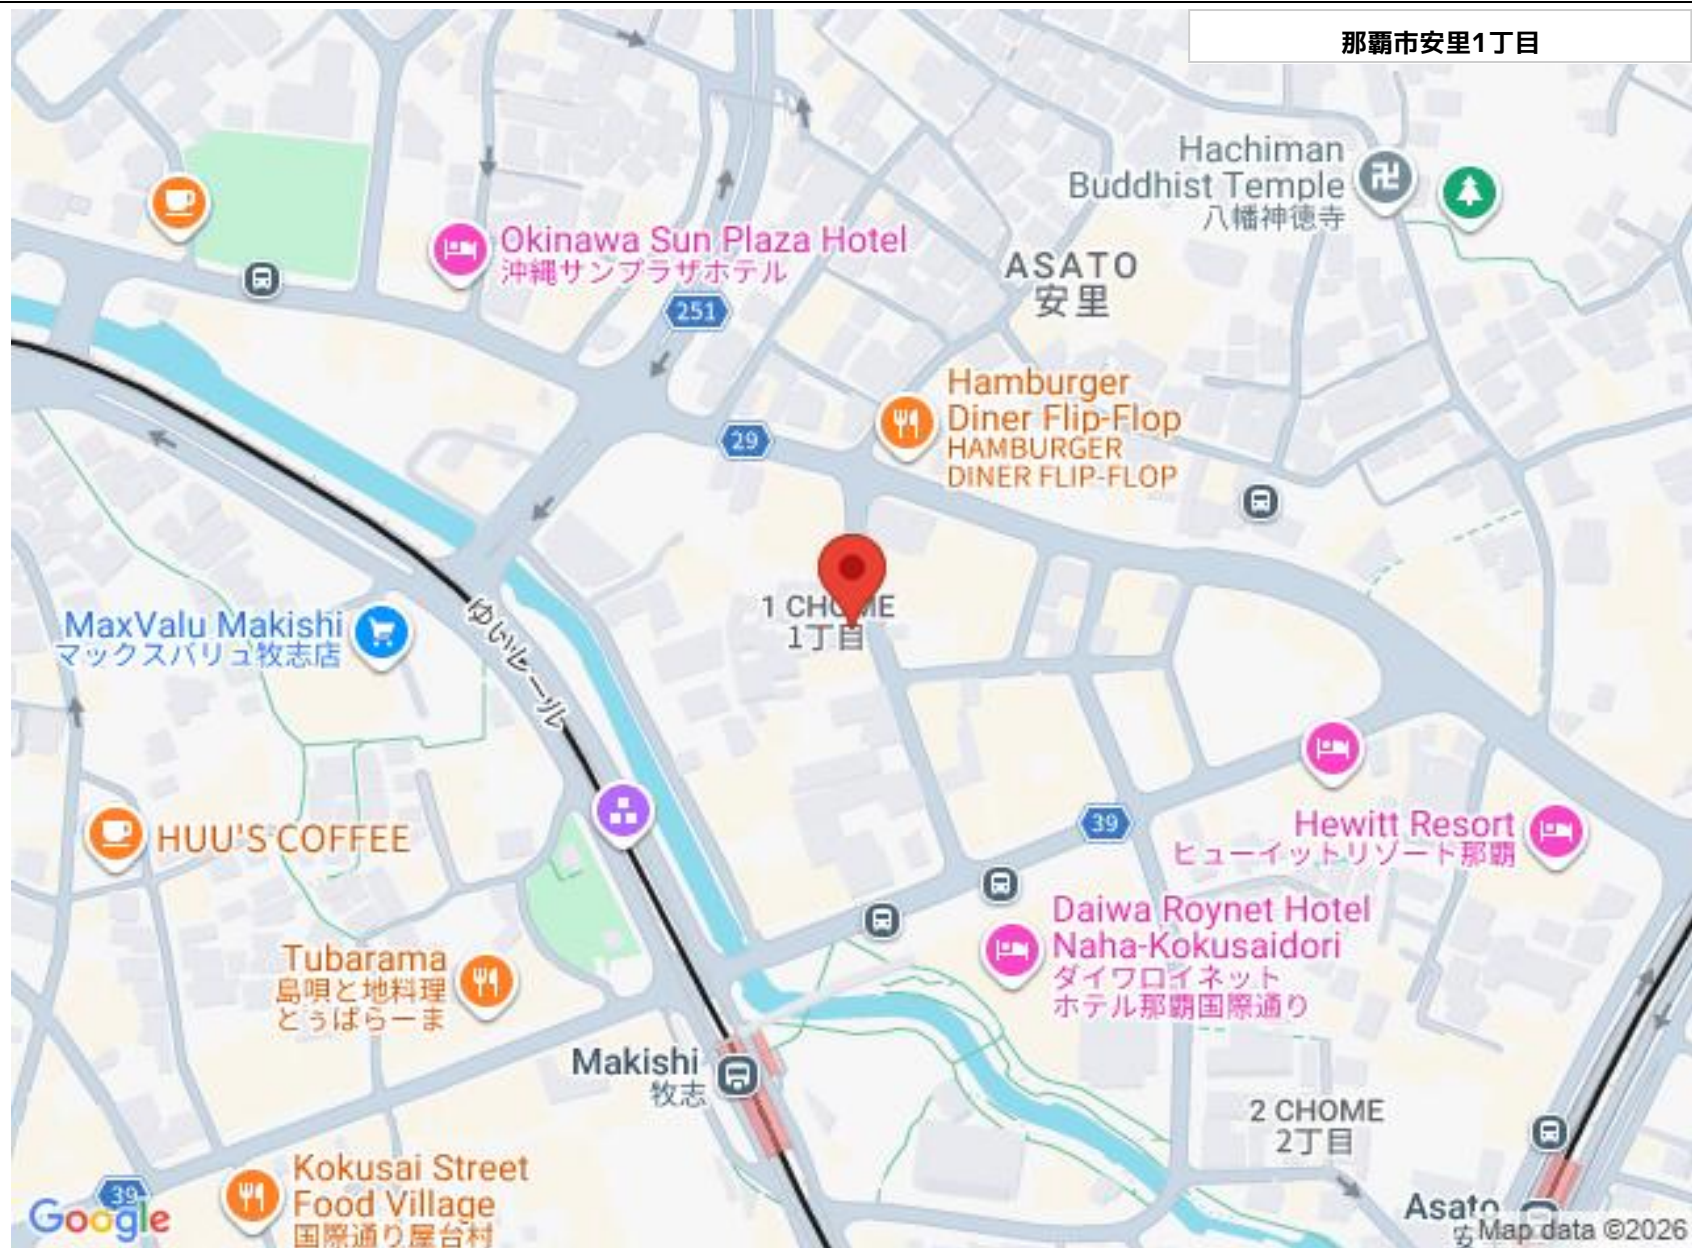 那覇市安里1丁目
Hachiman
Buddhist Temple
八幡神徳寺
Okinawa Sun Plaza Hotel
沖縄サンプラザホテル
ASATO
安里
251
Hamburger
Diner Flip-Flop
HAMBURGER
DINER FLIP-FLOP
29
1 CHOME
1丁目
MaxValu Makishi
マックスバリュ牧志店
ゆいレール
HUU'S COFFEE
39
Hewitt Resort
ヒューイットリゾート那覇
Daiwa Roynet Hotel
Naha-Kokusaidori
ダイワロイネット
ホテル那覇国際通り
Tubarama
島唄と地料理
とぅばらーま
Makishi
牧志
2 CHOME
2丁目
Kokusai Street
Food Village
国際通り屋台村
39
Google
Asato
Map data ©2026